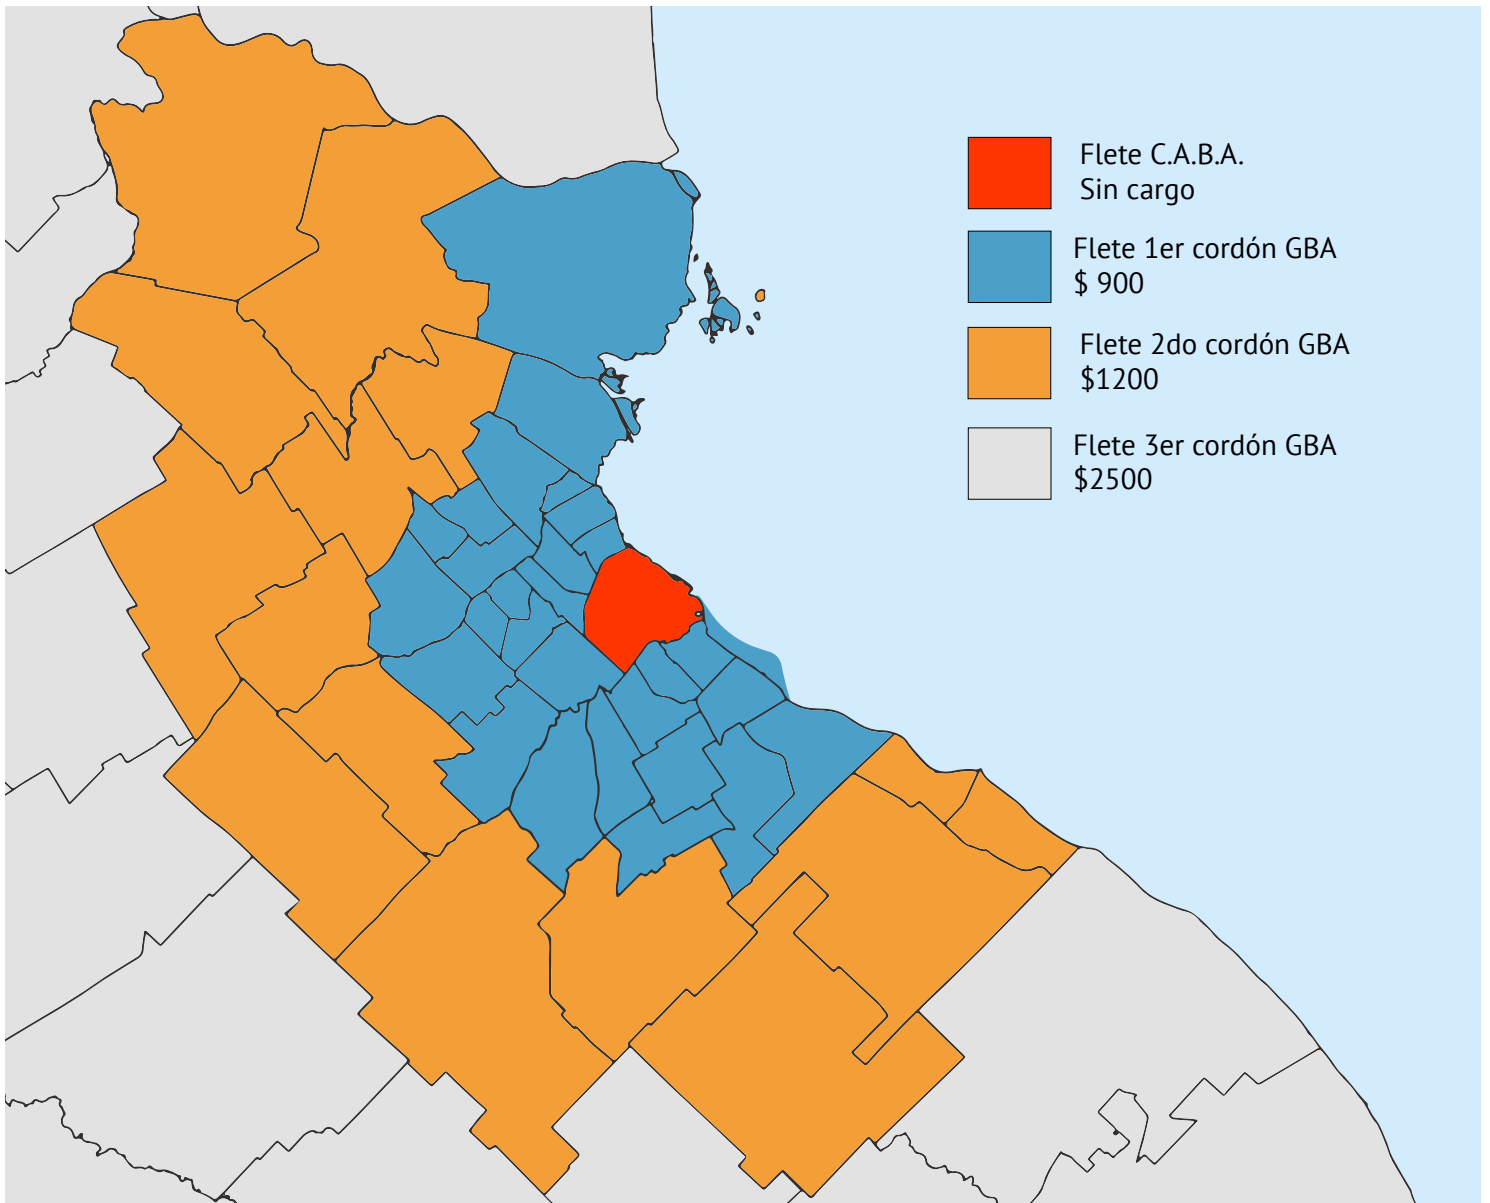 Flete C.A.B.A.
Sin cargo
Flete 1er cordón GBA
$ 900
Flete 2do cordón GBA
$1200
Flete 3er cordón GBA
$2500